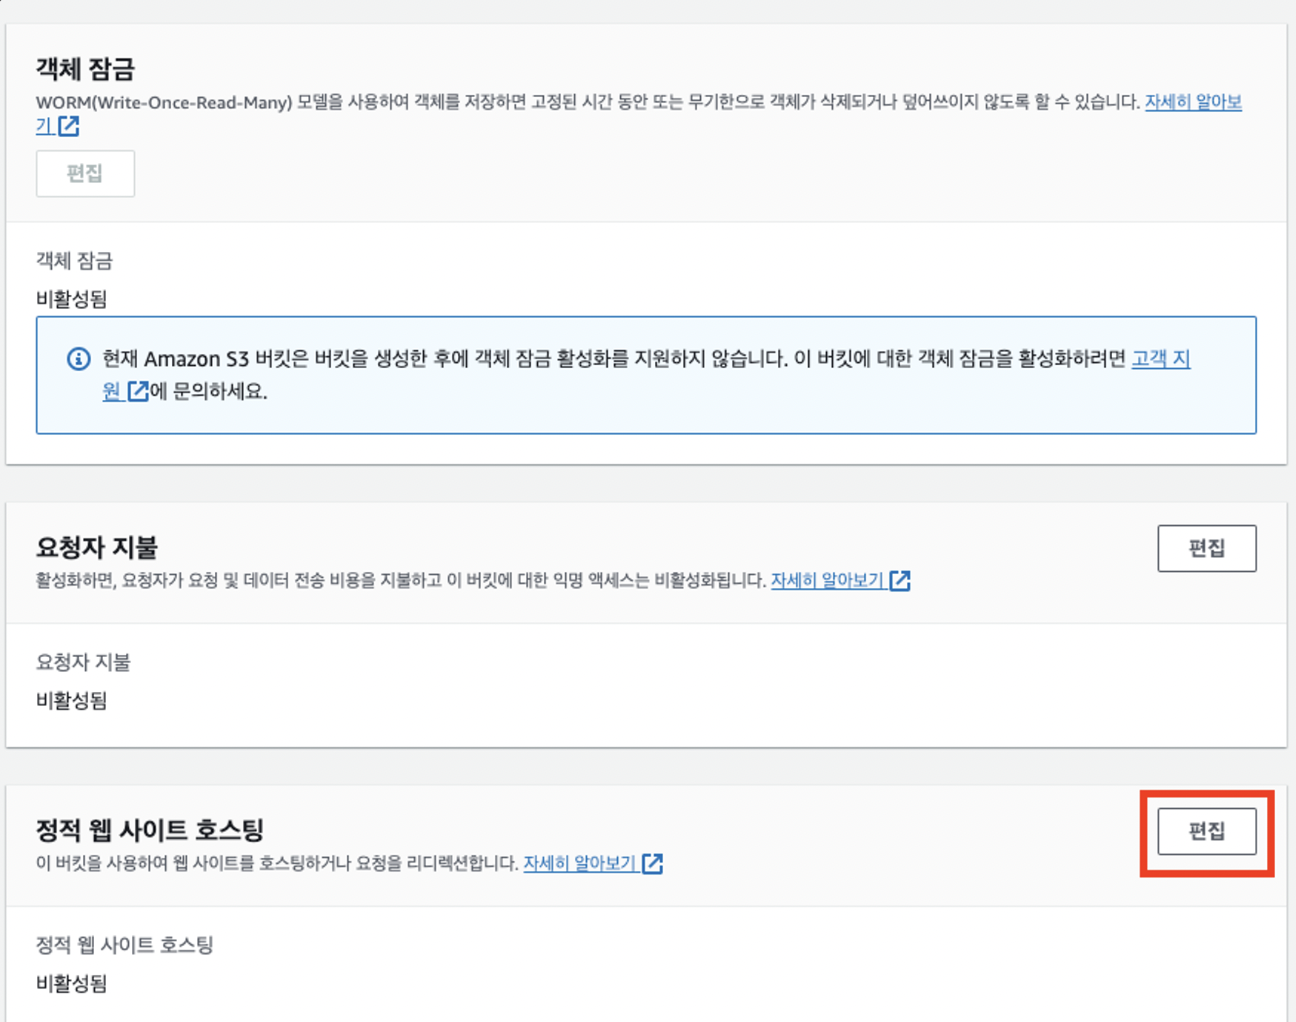 객체 잠금
WORM(Write-Once-Read-Many) 모델을 사용하여 객체를 저장하면 고정된 시간 동안 또는 무기한으로 객체가 삭제되거나 덮어쓰이지 않도록 할 수 있습니다. 자세히 알아보
기
편집
객체 잠금
비활성됨
현재 Amazon S3 버킷은 버킷을 생성한 후에 객체 잠금 활성화를 지원하지 않습니다. 이 버킷에 대한 객체 잠금을 활성화하려면 고객 지
원에 문의하세요.
요청자 지불
편집
활성화하면, 요청자가 요청 및 데이터 전송 비용을 지불하고 이 버킷에 대한 익명 액세스는 비활성화됩니다. 자세히 알아보기
요청자 지불
비활성됨
정적 웹 사이트 호스팅
편집
이 버킷을 사용하여 웹 사이트를 호스팅하거나 요청을 리디렉션합니다. 자세히 알아보기
정적 웹 사이트 호스팅
비활성됨